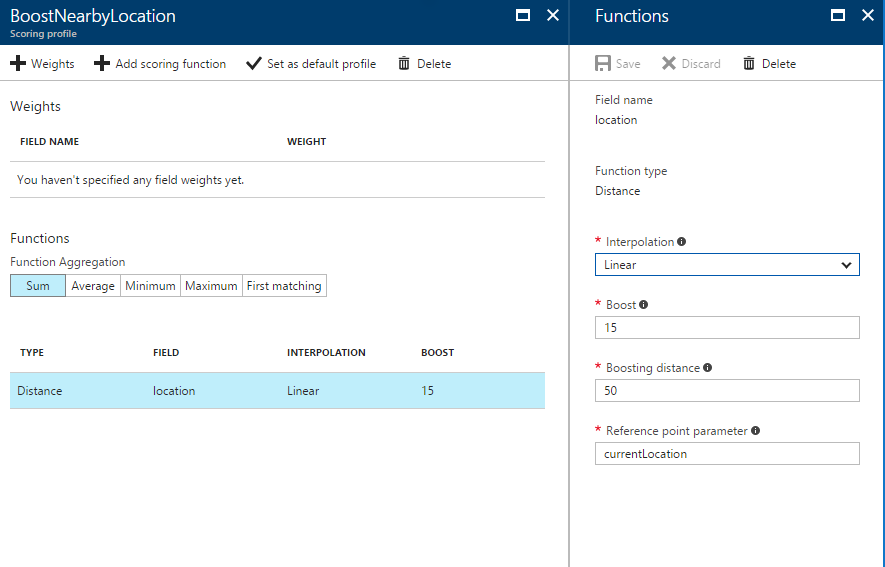 BoostNearbyLocation
Scoring profile
Weights Add scoring function Set as default profile Delete
Weights
FIELD NAME WEIGHT
You haven't specified any field weights yet.
Functions
Function Aggregation
Sum Average Minimum Maximum First matching
TYPE FIELD INTERPOLATION BOOST
Distance location Linear 15
Functions
Save Discard Delete
Field name
location
Function type
Distance
* Interpolation
Linear
* Boost
15
* Boosting distance
50
* Reference point parameter
currentLocation